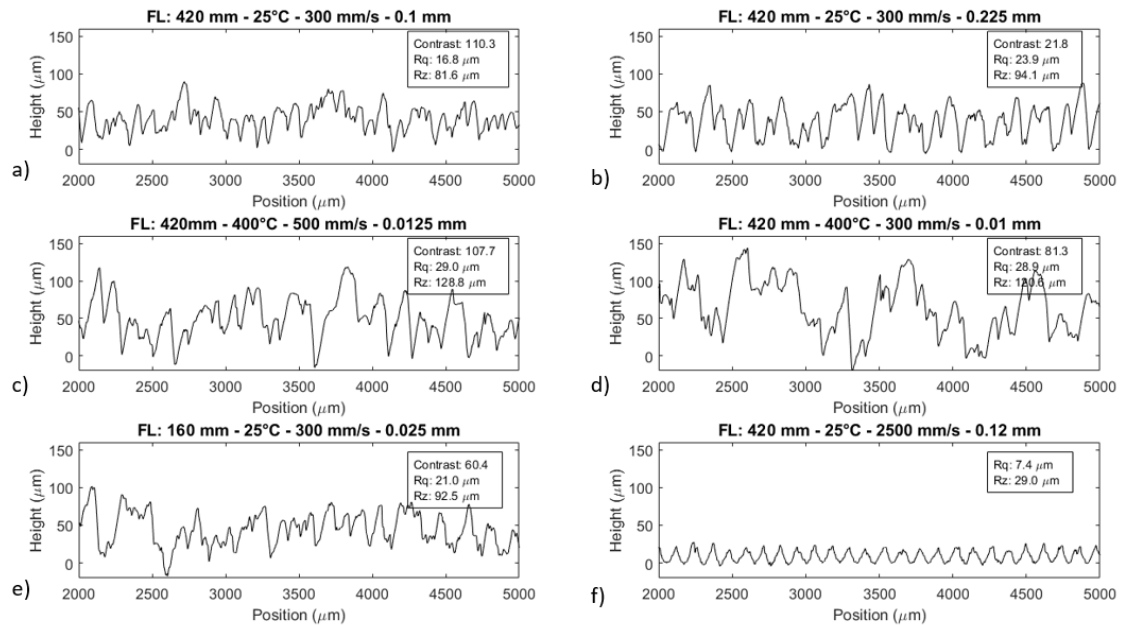 FL: 420 mm - 25°C - 300 mm/s - 0.1 mm
Contrast: 110.3
Rq: 16.8 μm
Rz: 81.6 μm
Height (μm)
150
100
50
0
2000 2500 3000 3500 4000 4500 5000
Position (μm)
a)
FL: 420 mm - 25°C - 300 mm/s - 0.225 mm
Contrast: 21.8
Rq: 23.9 μm
Rz: 94.1 μm
Height (μm)
150
100
50
0
2000 2500 3000 3500 4000 4500 5000
Position (μm)
b)
FL: 420mm - 400°C - 500 mm/s - 0.0125 mm
Contrast: 107.7
Rq: 29.0 μm
Rz: 128.8 μm
Height (μm)
150
100
50
0
2000 2500 3000 3500 4000 4500 5000
Position (μm)
c)
FL: 420 mm - 400°C - 300 mm/s - 0.01 mm
Contrast: 81.3
Rq: 28.9 μm
Rz: 120.6 μm
Height (μm)
150
100
50
0
2000 2500 3000 3500 4000 4500 5000
Position (μm)
d)
FL: 160 mm - 25°C - 300 mm/s - 0.025 mm
Contrast: 60.4
Rq: 21.0 μm
Rz: 92.5 μm
Height (μm)
150
100
50
0
2000 2500 3000 3500 4000 4500 5000
Position (μm)
e)
FL: 420 mm - 25°C - 2500 mm/s - 0.12 mm
Rq: 7.4 μm
Rz: 29.0 μm
Height (μm)
150
100
50
0
2000 2500 3000 3500 4000 4500 5000
Position (μm)
f)